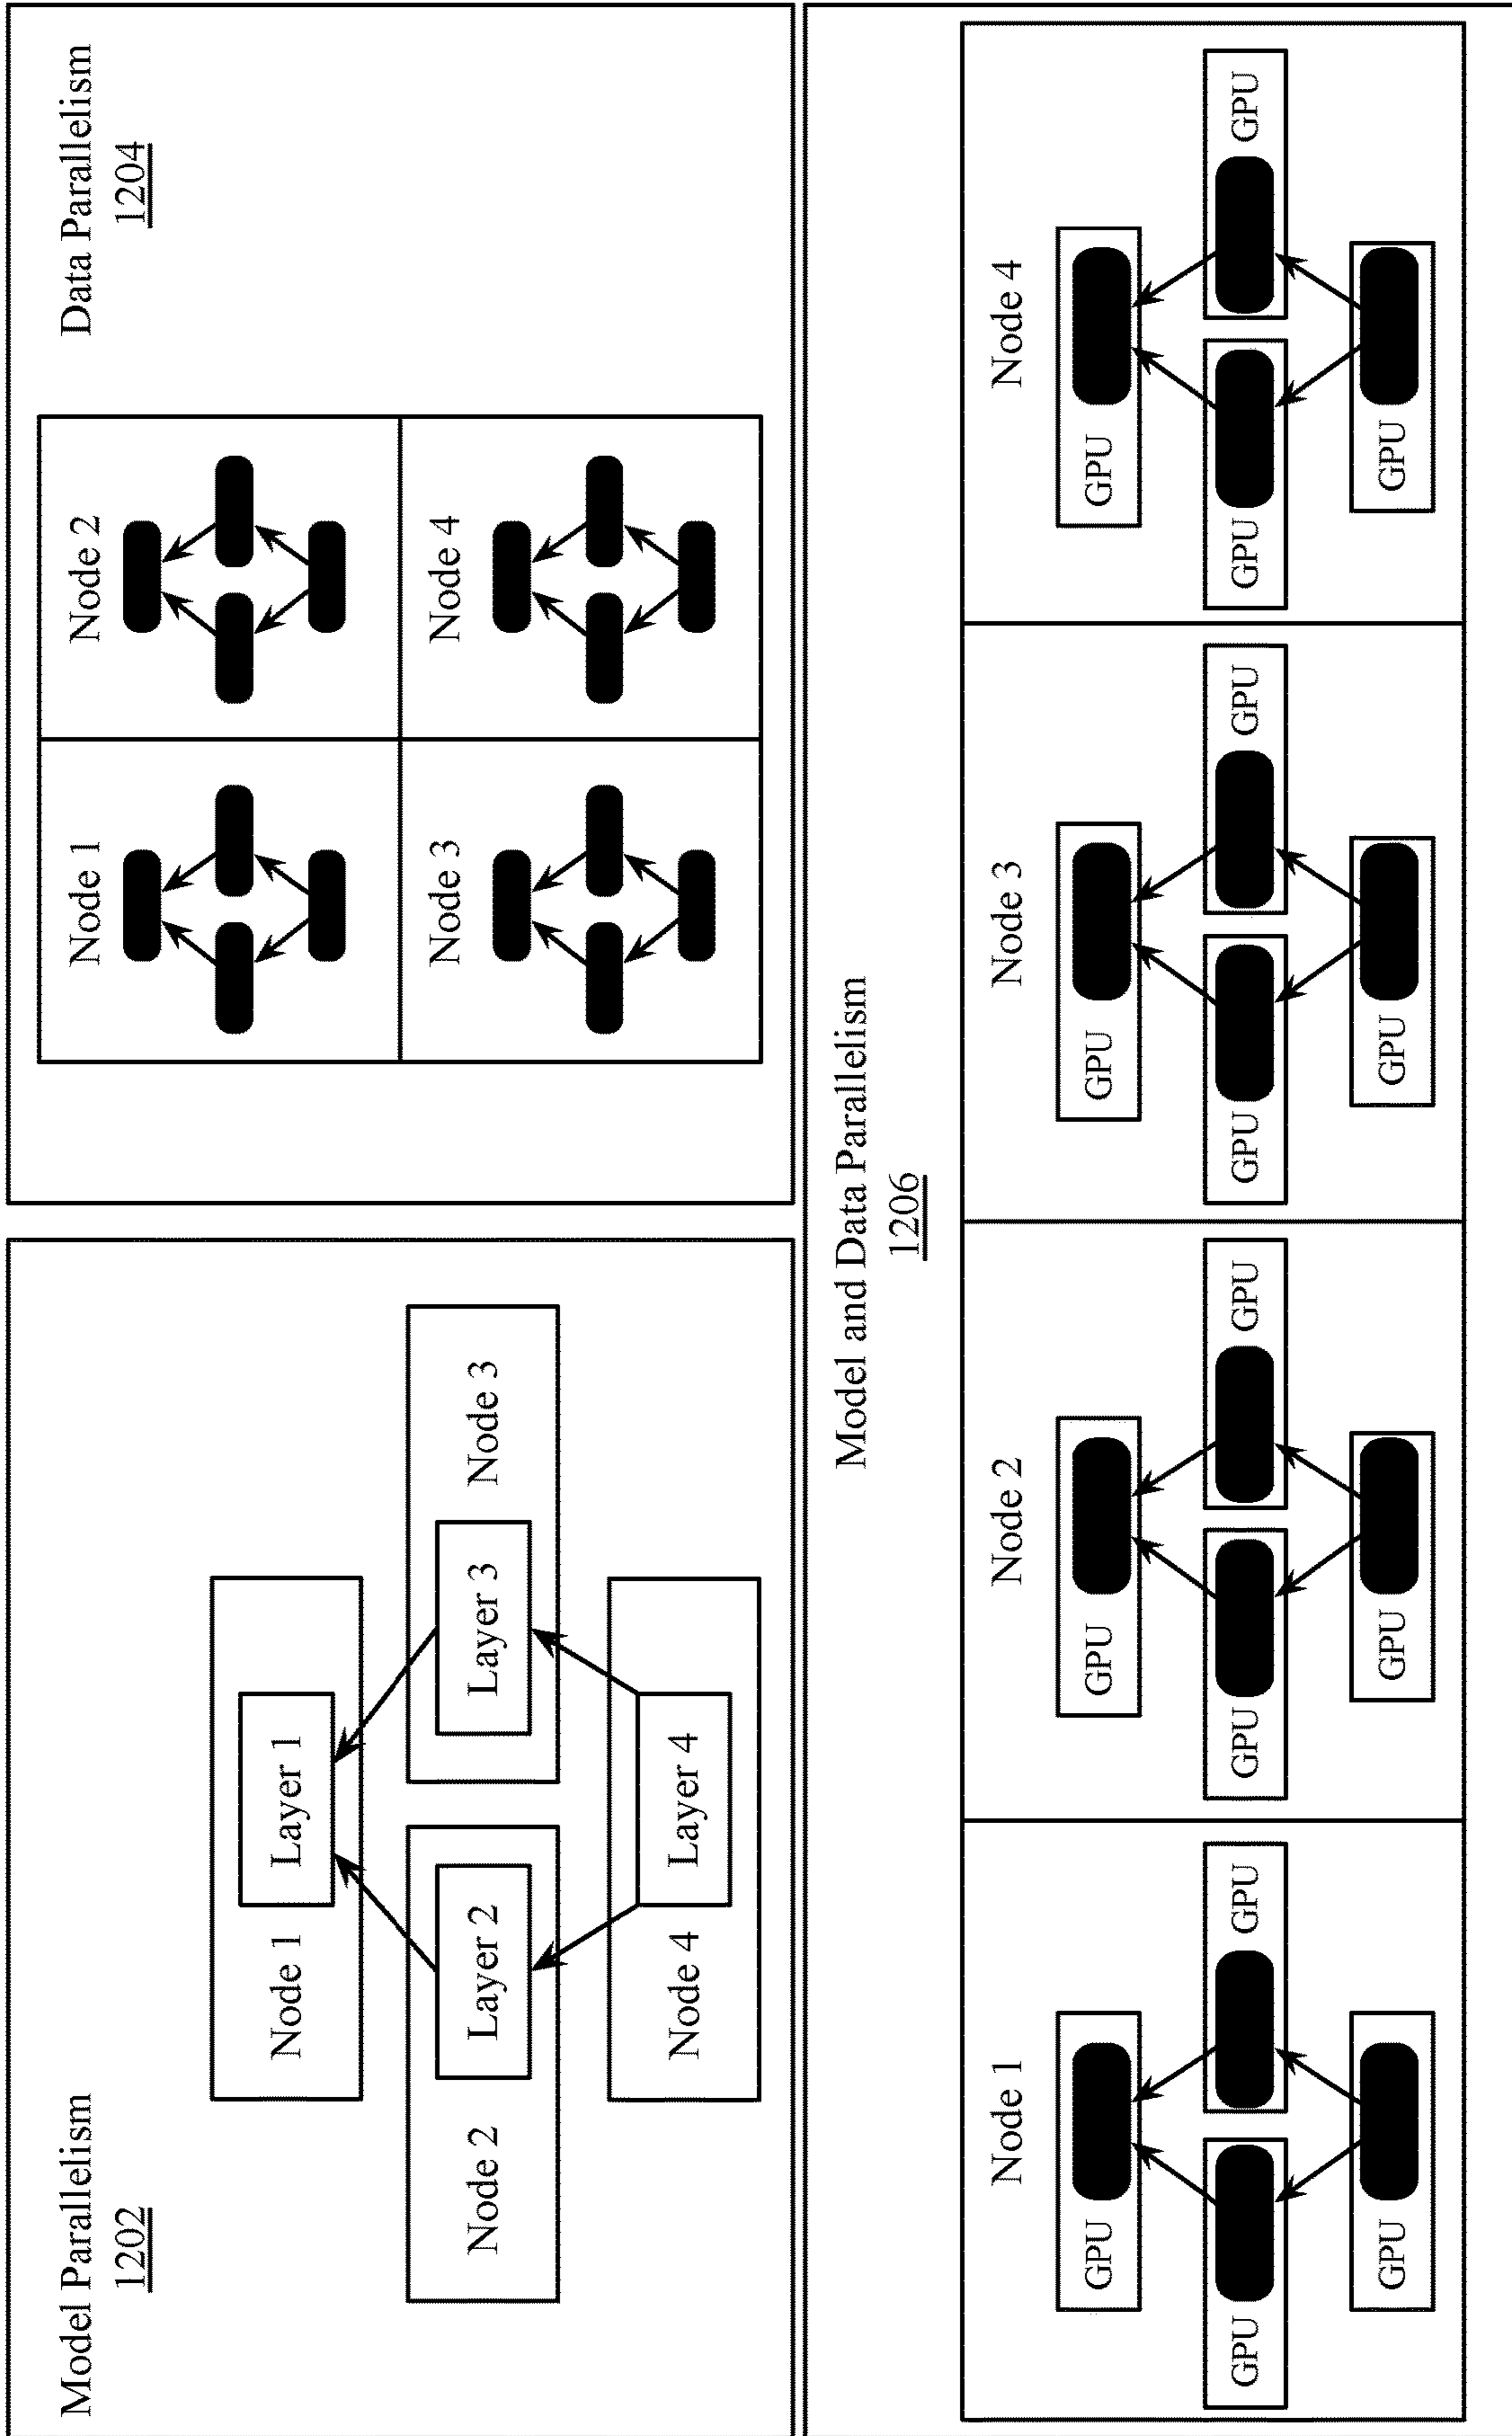 Model Parallelism
1202
Node 1
Layer 1
Node 2
Layer 2
Layer 3
Node 3
Node 4
Layer 4
Data Parallelism
1204
Node 1
Node 2
Node 3
Node 4
Model and Data Parallelism
1206
Node 1
GPU
GPU
GPU
GPU
Node 2
GPU
GPU
GPU
GPU
Node 3
GPU
GPU
GPU
GPU
Node 4
GPU
GPU
GPU
GPU